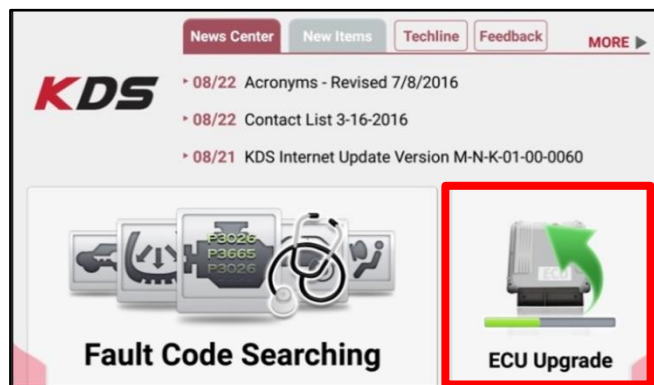 News Center New Items Techline Feedback MORE
KDS
08/22 Acronyms - Revised 7/8/2016
08/22 Contact List 3-16-2016
08/21 KDS Internet Update Version M-N-K-01-00-0060
P3026
P3665
P3026
ECU
Fault Code Searching
ECU Upgrade